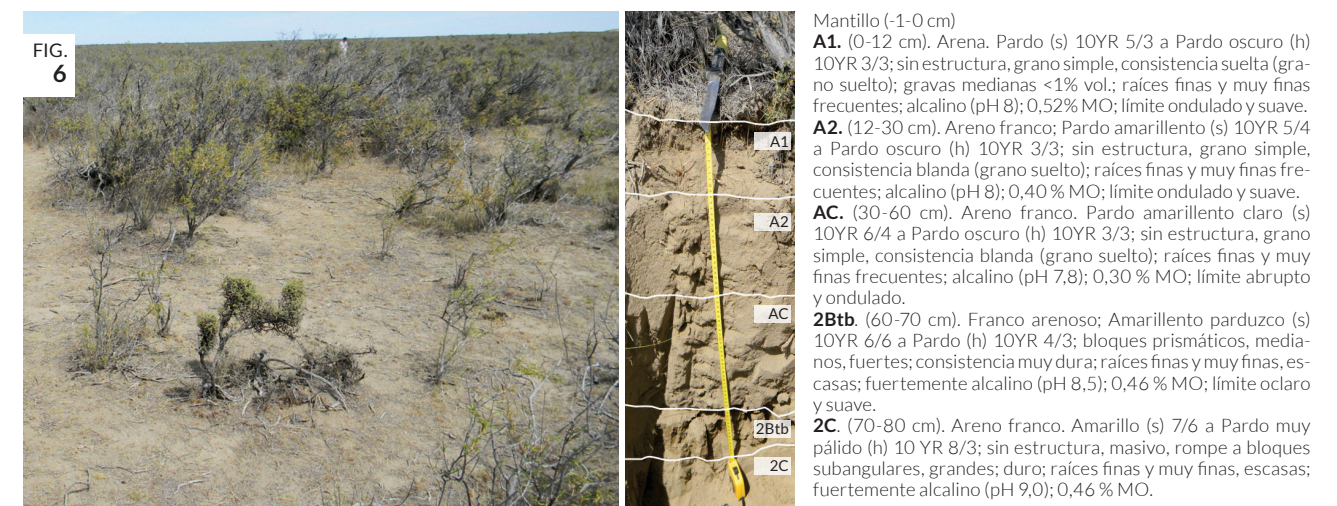 FIG.
6
A1
A2
AC
2Btb
2C
Mantillo (-1-0 cm)
A1. (0-12 cm). Arena. Pardo (s) 10YR 5/3 a Pardo oscuro (h)
10YR 3/3; sin estructura, grano simple, consistencia suelta (gra-
no suelto); gravas medianas <1% vol.; raíces finas y muy finas
frecuentes; alcalino (pH 8); 0,52% MO; límite ondulado y suave.
A2. (12-30 cm). Areno franco; Pardo amarillento (s) 10YR 5/4
a Pardo oscuro (h) 10YR 3/3; sin estructura, grano simple,
consistencia blanda (grano suelto); raíces finas y muy finas fre-
cuentes; alcalino (pH 8); 0,40 % MO; límite ondulado y suave.
AC. (30-60 cm). Areno franco. Pardo amarillento claro (s)
10YR 6/4 a Pardo oscuro (h) 10YR 3/3; sin estructura, grano
simple, consistencia blanda (grano suelto); raíces finas y muy
finas frecuentes; alcalino (pH 7,8); 0,30 % MO; límite abrupto
y ondulado.
2Btb. (60-70 cm). Franco arenoso; Amarillento parduzco (s)
10YR 6/6 a Pardo (h) 10YR 4/3; bloques prismáticos, media-
nos, fuertes; consistencia muy dura; raíces finas y muy finas, es-
casas; fuertemente alcalino (pH 8,5); 0,46 % MO; límite oclaro
y suave.
2C. (70-80 cm). Areno franco. Amarillo (s) 7/6 a Pardo muy
pálido (h) 10 YR 8/3; sin estructura, masivo, rompe a bloques
subangulares, grandes; duro; raíces finas y muy finas, escasas;
fuertemente alcalino (pH 9,0); 0,46 % MO.